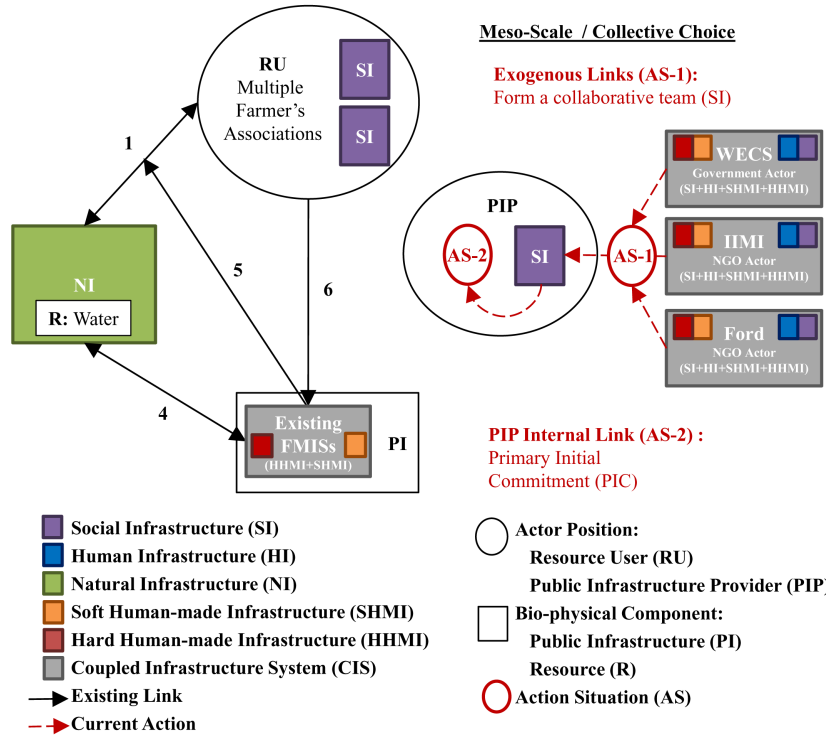 Meso-Scale / Collective Choice
RU
Multiple
Farmer's
Associations
SI
SI
Exogenous Links (AS-1):
Form a collaborative team (SI)
1
WECS
Government Actor
(SI+HI+SHMI+HHMI)
PIP
AS-2
SI
AS-1
IIMI
NGO Actor
(SI+HI+SHMI+HHMI)
NI
R: Water
5
6
Ford
NGO Actor
(SI+HI+SHMI+HHMI)
4
Existing
FMISs
(HHMI+SHMI)
PI
PIP Internal Link (AS-2) :
Primary Initial
Commitment (PIC)
Social Infrastructure (SI)
Human Infrastructure (HI)
Natural Infrastructure (NI)
Soft Human-made Infrastructure (SHMI)
Hard Human-made Infrastructure (HHMI)
Coupled Infrastructure System (CIS)
Existing Link
Current Action
Actor Position:
Resource User (RU)
Public Infrastructure Provider (PIP)
Bio-physical Component:
Public Infrastructure (PI)
Resource (R)
Action Situation (AS)